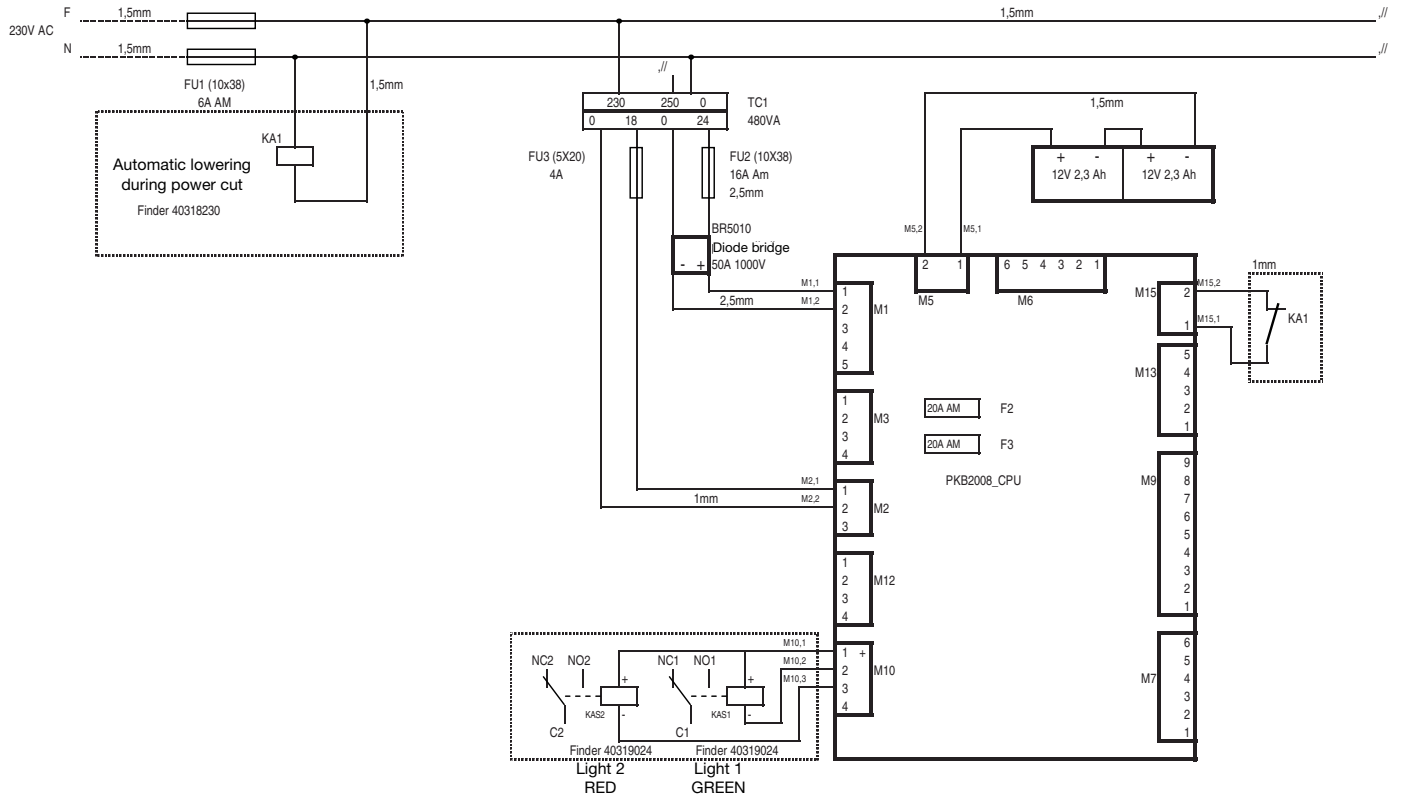 F 1,5mm 1,5mm ,//
230V AC
N 1,5mm ,//
FU1 (10x38)
6A AM
1,5mm
,//
KA1
Automatic lowering
during power cut
Finder 40318230
230 250 0 TC1
0 18 0 24 480VA
FU3 (5X20)
4A
FU2 (10X38)
16A Am
2,5mm
BR5010
Diode bridge
- + 50A 1000V
1,5mm
+ - + -
12V 2,3 Ah 12V 2,3 Ah
M5,2 M5,1
2 1
M5
6 5 4 3 2 1
M6
M1,1
2,5mm M1,2
1
2
3
4
5
M1
1
2
3
4
M3
M2,1
1mm M2,2
1
2
3
M2
1
2
3
4
M12
M10,1
M10,2
M10,3
1 +
2
3
4
M10
20A AM F2
20A AM F3
PKB2008_CPU
M15
2
1
M15,2
M15,1
1mm
KA1
M13
5
4
3
2
1
M9
9
8
7
6
5
4
3
2
1
M7
6
5
4
3
2
1
NC2 NO2 NC1 NO1
+ +
KAS2 KAS1
- -
C2 C1
Finder 40319024 Finder 40319024
Light 2 Light 1
RED GREEN